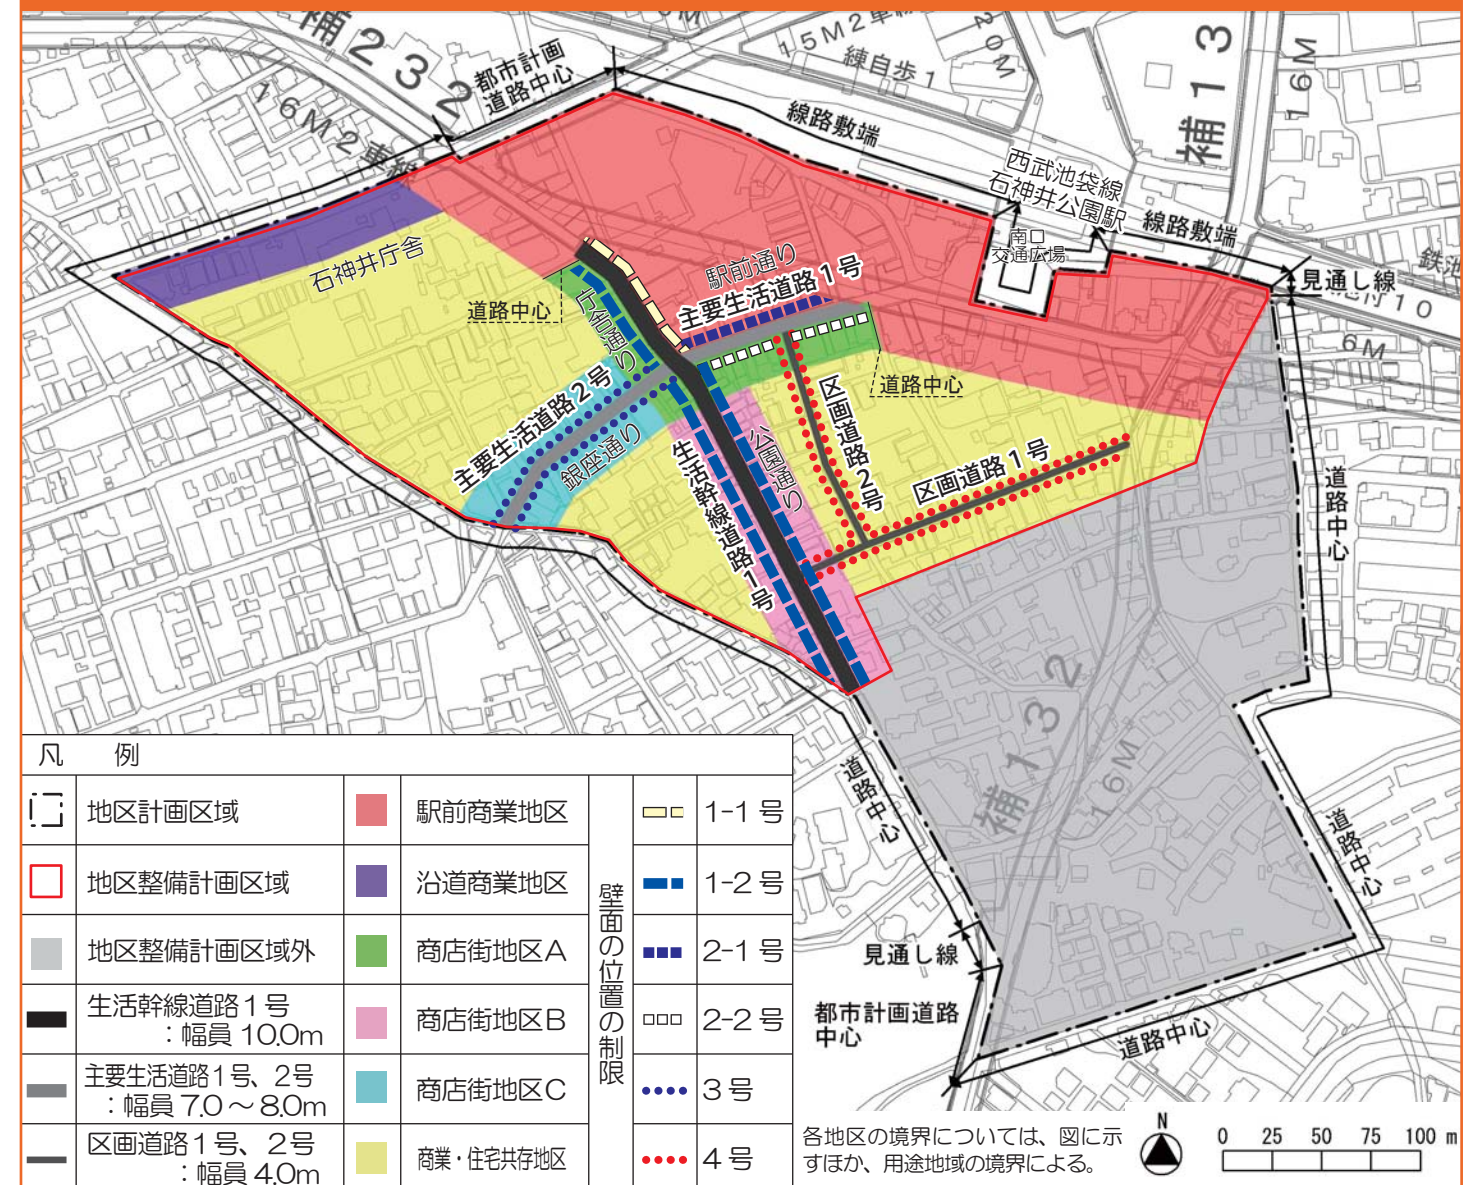 補232
都市計画
道路中心
16M2車線
15M2車線
練自歩1
20M
補13
16M
線路敷端
西武池袋線
石神井公園駅
南口
交通広場
線路敷端
見通し線
6M
石神井庁舎
道路中心
庁舎通り
駅前通り
主要生活道路1号
道路中心
主要生活道路2号
銀座通り
生活幹線道路1号
公園通り
区画道路2号
区画道路1号
道路中心
補132
16M
道路中心
道路中心
見通し線
都市計画道路
中心
道路中心
凡 例
地区計画区域
地区整備計画区域
地区整備計画区域外
生活幹線道路1号
:幅員10.0m
主要生活道路1号、2号
:幅員7.0〜8.0m
区画道路1号、2号
:幅員4.0m
駅前商業地区
沿道商業地区
商店街地区A
商店街地区B
商店街地区C
商業・住宅共存地区
壁面の位置の制限
1-1号
1-2号
2-1号
2-2号
3号
4号
各地区の境界については、図に示
すほか、用途地域の境界による。
N
0 25 50 75 100 m